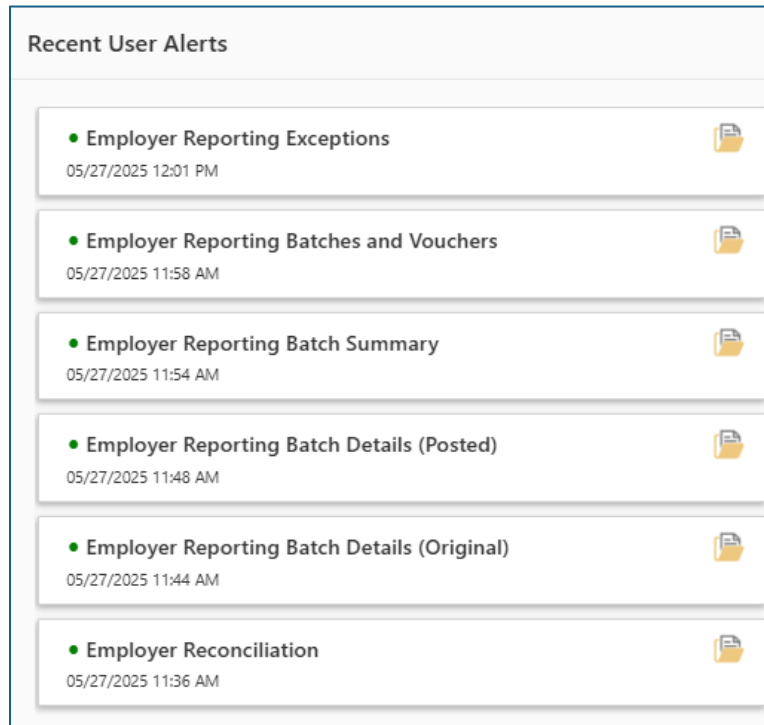 Recent User Alerts
Employer Reporting Exceptions
05/27/2025 12:01 PM
Employer Reporting Batches and Vouchers
05/27/2025 11:58 AM
Employer Reporting Batch Summary
05/27/2025 11:54 AM
Employer Reporting Batch Details (Posted)
05/27/2025 11:48 AM
Employer Reporting Batch Details (Original)
05/27/2025 11:44 AM
Employer Reconciliation
05/27/2025 11:36 AM